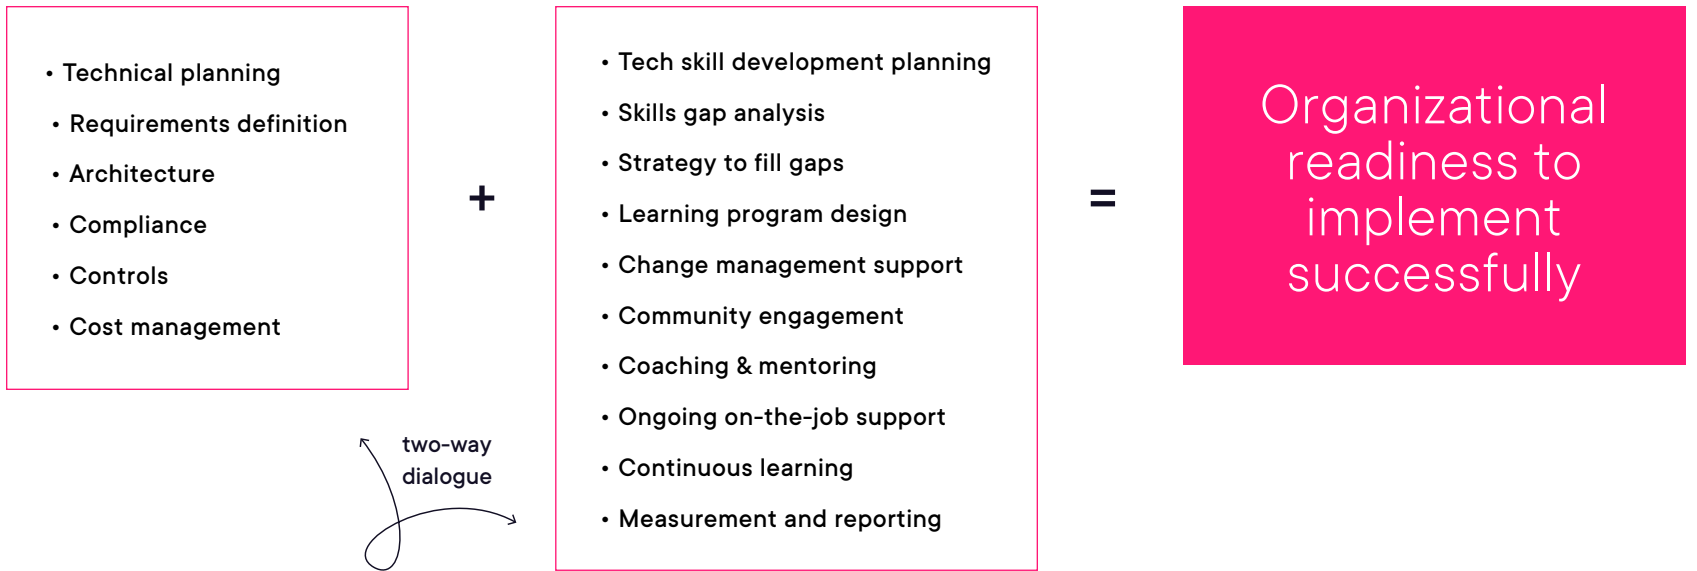 • Technical planning
• Requirements definition
• Architecture
• Compliance
• Controls
• Cost management
+
two-way
dialogue
• Tech skill development planning
• Skills gap analysis
• Strategy to fill gaps
• Learning program design
• Change management support
• Community engagement
• Coaching & mentoring
• Ongoing on-the-job support
• Continuous learning
• Measurement and reporting
=
Organizational
readiness to
implement
successfully